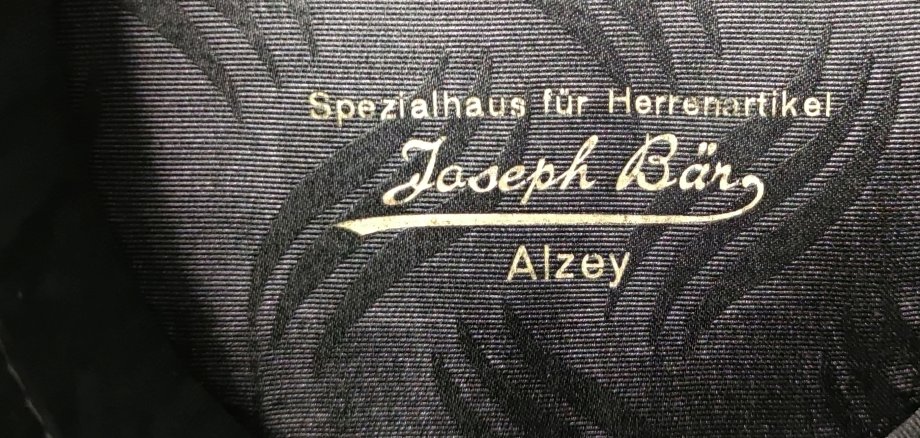 Spezialhaus für Herrenartikel
Joseph Bär
Alzey